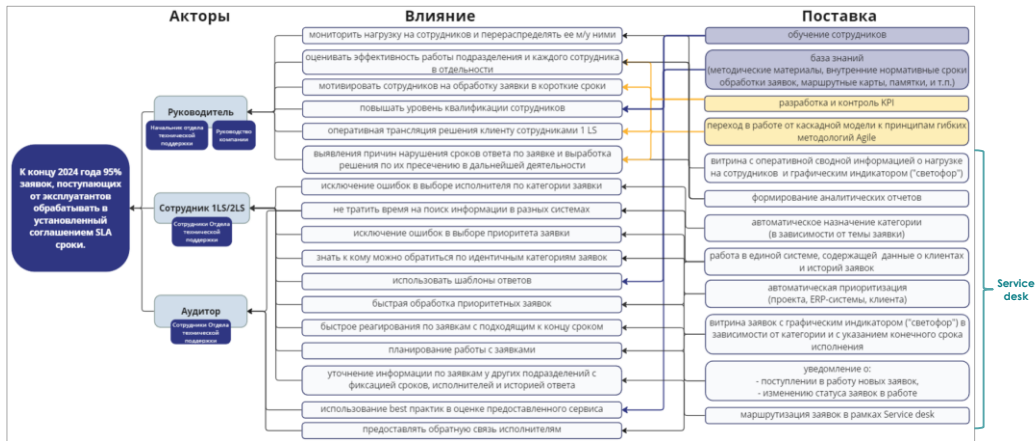 Акторы
Влияние
Поставка
К концу 2024 года 95%
заявок, поступающих
от эксплуатантов
обрабатывать в
установленный
соглашением SLA
сроки.
Руководитель
Начальние отдела
технической
поддержки
Руководство
компании
Сотрудник 1LS/2LS
Сотрудники Отдела
технической
поддержки
Аудитор
Сотрудники Отдела
технической
поддержки
мониторить нагрузку на сотрудников и перераспределять ее м/у ними
оценивать эффективность работы подразделения и каждого сотрудника
в отдельности
мотивировать сотрудников на обработку заявки в короткие сроки
повышать уровень квалификации сотрудников
оперативная трансляция решения клиенту сотрудниками 1 LS
выявления причин нарушения сроков ответа по заявке и выработка
решения по их пресечению в дальнейшей деятельности
исключение ошибок в выборе исполнителя по категории заявки
не тратить время на поиск информации в разных системах
исключение ошибок в выборе приоритета заявки
знать к кому можно обратиться по идентичным категориям заявок
использовать шаблоны ответов
быстрая обработка приоритетных заявок
быстрое реагирования по заявкам с подходящим к концу сроком
планирование работы с заявками
уточнение информации по заявкам у других подразделений с
фиксацией сроков, исполнителей и историей ответа
использование best практик в оценке предоставленного сервиса
предоставлять обратную связь исполнителям
обучение сотрудников
база знаний
(методические материалы, внутренние нормативные сроки
обработки заявок, маршрутные карты, памятки, и т.п.)
разработка и контроль KPI
переход в работе от каскадной модели к принципам гибких
методологий Agile
витрина с оперативной сводной информацией о нагрузке
на сотрудников и графическим индикатором ("светофор")
формирование аналитических отчетов
автоматическое назначение категории
(в зависимости от темы заявки)
работа в единой системе, содержащей данные о клиентах
и историй заявок
автоматическая приоритизация
(проекта, ERP-системы, клиента)
витрина заявок с графическим индикатором ("светофор") в
зависимости от категории и с указанием конечного срока
исполнения
уведомление о:
- поступлении в работу новых заявок,
- изменению статуса заявок в работе
маршрутизация заявок в рамках Service desk
Service
desk